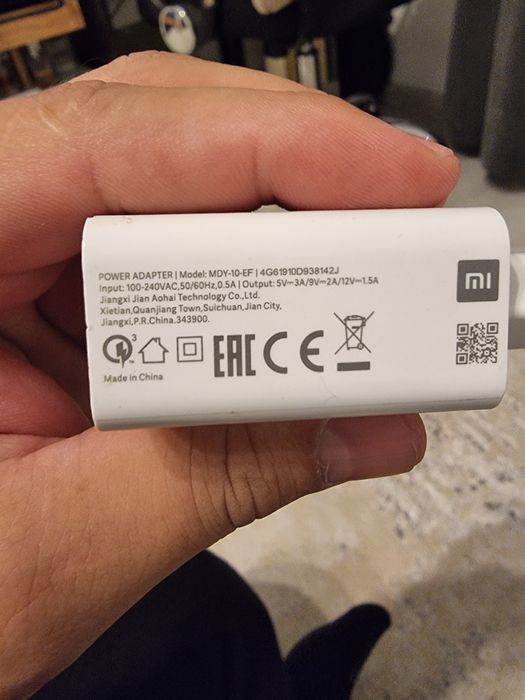 POWER ADAPTER | Model: MDY-10-EF | 4G61910D938142J
Input: 100-240VAC,50/60Hz,0.5A | Output: 5V⎓3A/9V⎓2A/12V⎓1.5A
Jiangxi Jian Aohai Technology Co.,Ltd.
Xietian,Quanjiang Town,Suichuan,Jian City,
Jiangxi,P.R.China.343900.
3 EAC CE
Made in China
mi